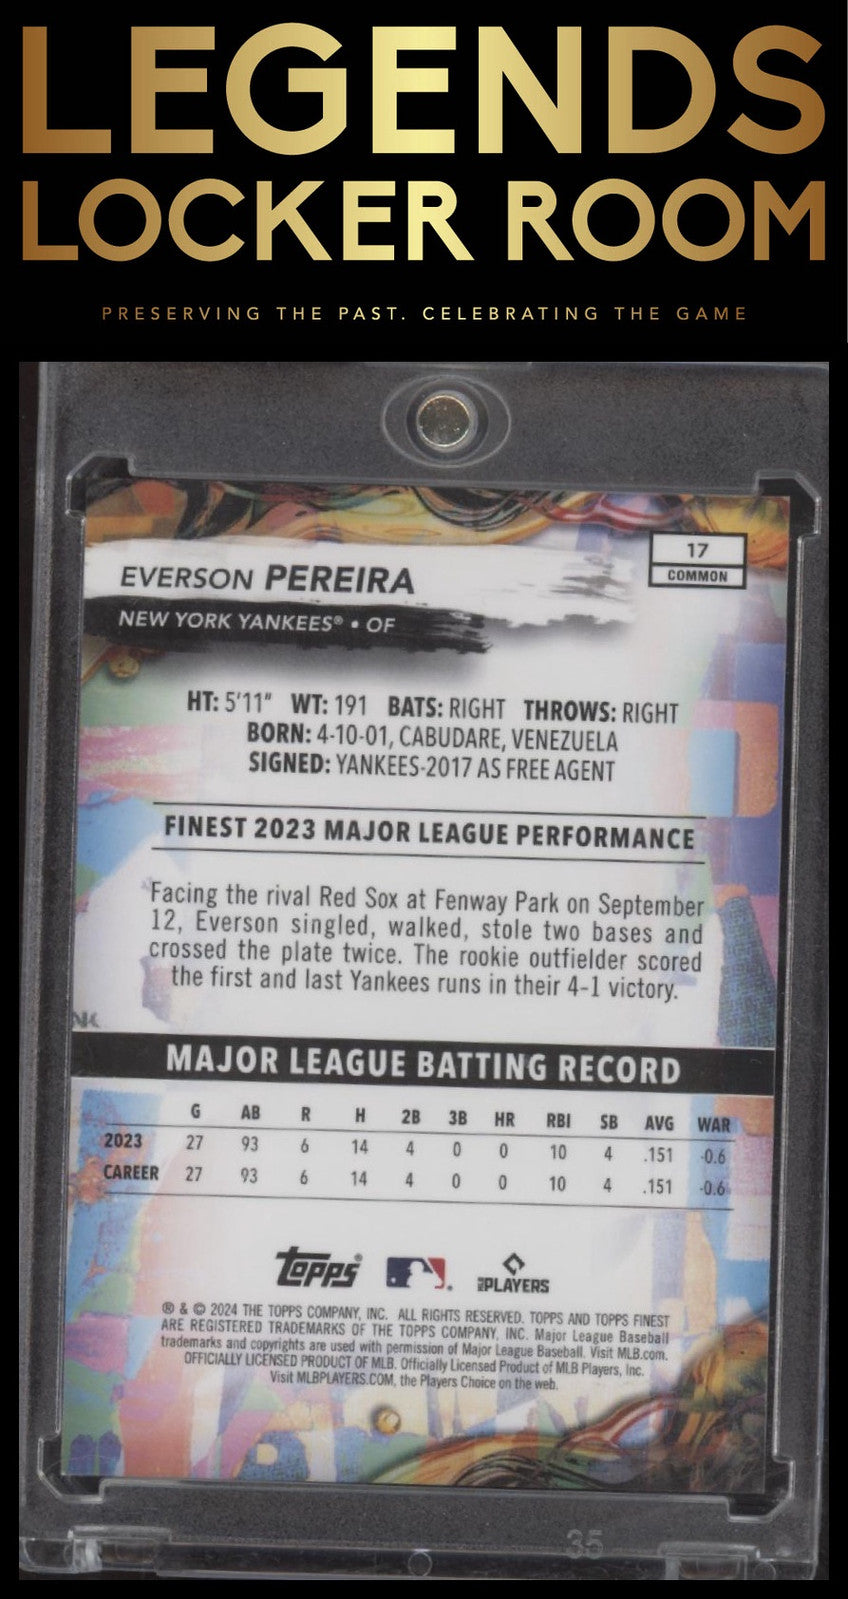 LEGENDS
LOCKER ROOM
PRESERVING THE PAST. CELEBRATING THE GAME
17
COMMON
EVERSON PEREIRA
NEW YORK YANKEES® • OF
HT: 5'11" WT: 191 BATS: RIGHT THROWS: RIGHT
BORN: 4-10-01, CABUDARE, VENEZUELA
SIGNED: YANKEES-2017 AS FREE AGENT
FINEST 2023 MAJOR LEAGUE PERFORMANCE
Facing the rival Red Sox at Fenway Park on September
12, Everson singled, walked, stole two bases and
crossed the plate twice. The rookie outfielder scored
the first and last Yankees runs in their 4-1 victory.
MAJOR LEAGUE BATTING RECORD
G AB R H 2B 3B HR RBI SB AVG WAR
2023 27 93 6 14 4 0 0 10 4 .151 -0.6
CAREER 27 93 6 14 4 0 0 10 4 .151 -0.6
Topps® MLB PLAYERS
® & © 2024 THE TOPPS COMPANY, INC. ALL RIGHTS RESERVED. TOPPS AND TOPPS FINEST
ARE REGISTERED TRADEMARKS OF THE TOPPS COMPANY, INC. Major League Baseball
trademarks and copyrights are used with permission of Major League Baseball. Visit MLB.com.
OFFICIALLY LICENSED PRODUCT OF MLB. Officially Licensed Product of MLB Players, Inc.
Visit MLBPLAYERS.COM, the Players Choice on the web.
35